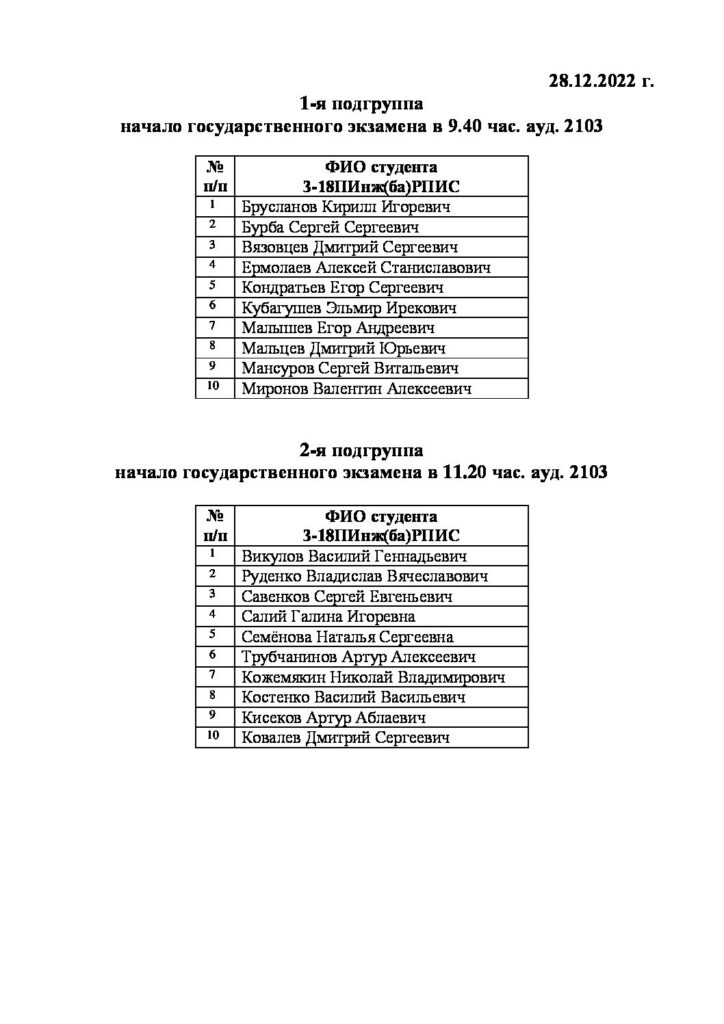 28.12.2022 г.
1-я подгруппа
начало государственного экзамена в 9.40 час. ауд. 2103
№ п/п ФИО студента
З-18ПИнж(ба)РПИС
1 Брусланов Кирилл Игоревич
2 Бурба Сергей Сергеевич
3 Вязовцев Дмитрий Сергеевич
4 Ермолаев Алексей Станиславович
5 Кондратьев Егор Сергеевич
6 Кубагушев Эльмир Ирекович
7 Малышев Егор Андреевич
8 Мальцев Дмитрий Юрьевич
9 Мансуров Сергей Витальевич
10 Миронов Валентин Алексеевич
2-я подгруппа
начало государственного экзамена в 11.20 час. ауд. 2103
№ п/п ФИО студента
З-18ПИнж(ба)РПИС
1 Викулов Василий Геннадьевич
2 Руденко Владислав Вячеславович
3 Савенков Сергей Евгеньевич
4 Салий Галина Игоревна
5 Семёнова Наталья Сергеевна
6 Трубчанинов Артур Алексеевич
7 Кожемякин Николай Владимирович
8 Костенко Василий Васильевич
9 Кисеков Артур Аблаевич
10 Ковалев Дмитрий Сергеевич